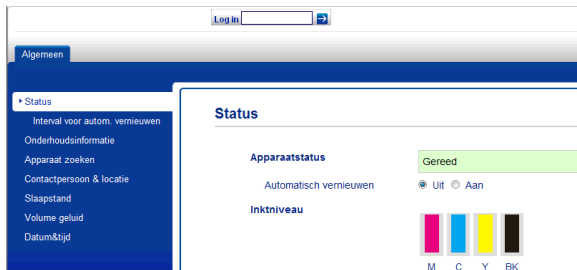 Log in
Algemeen
Status
Interval voor autom. vernieuwen
Onderhoudsinformatie
Apparaat zoeken
Contactpersoon & locatie
Slaapstand
Volume geluid
Datum&tijd
Status
Apparaatstatus Gereed
Automatisch vernieuwen Uit Aan
Inktniveau
M C Y BK